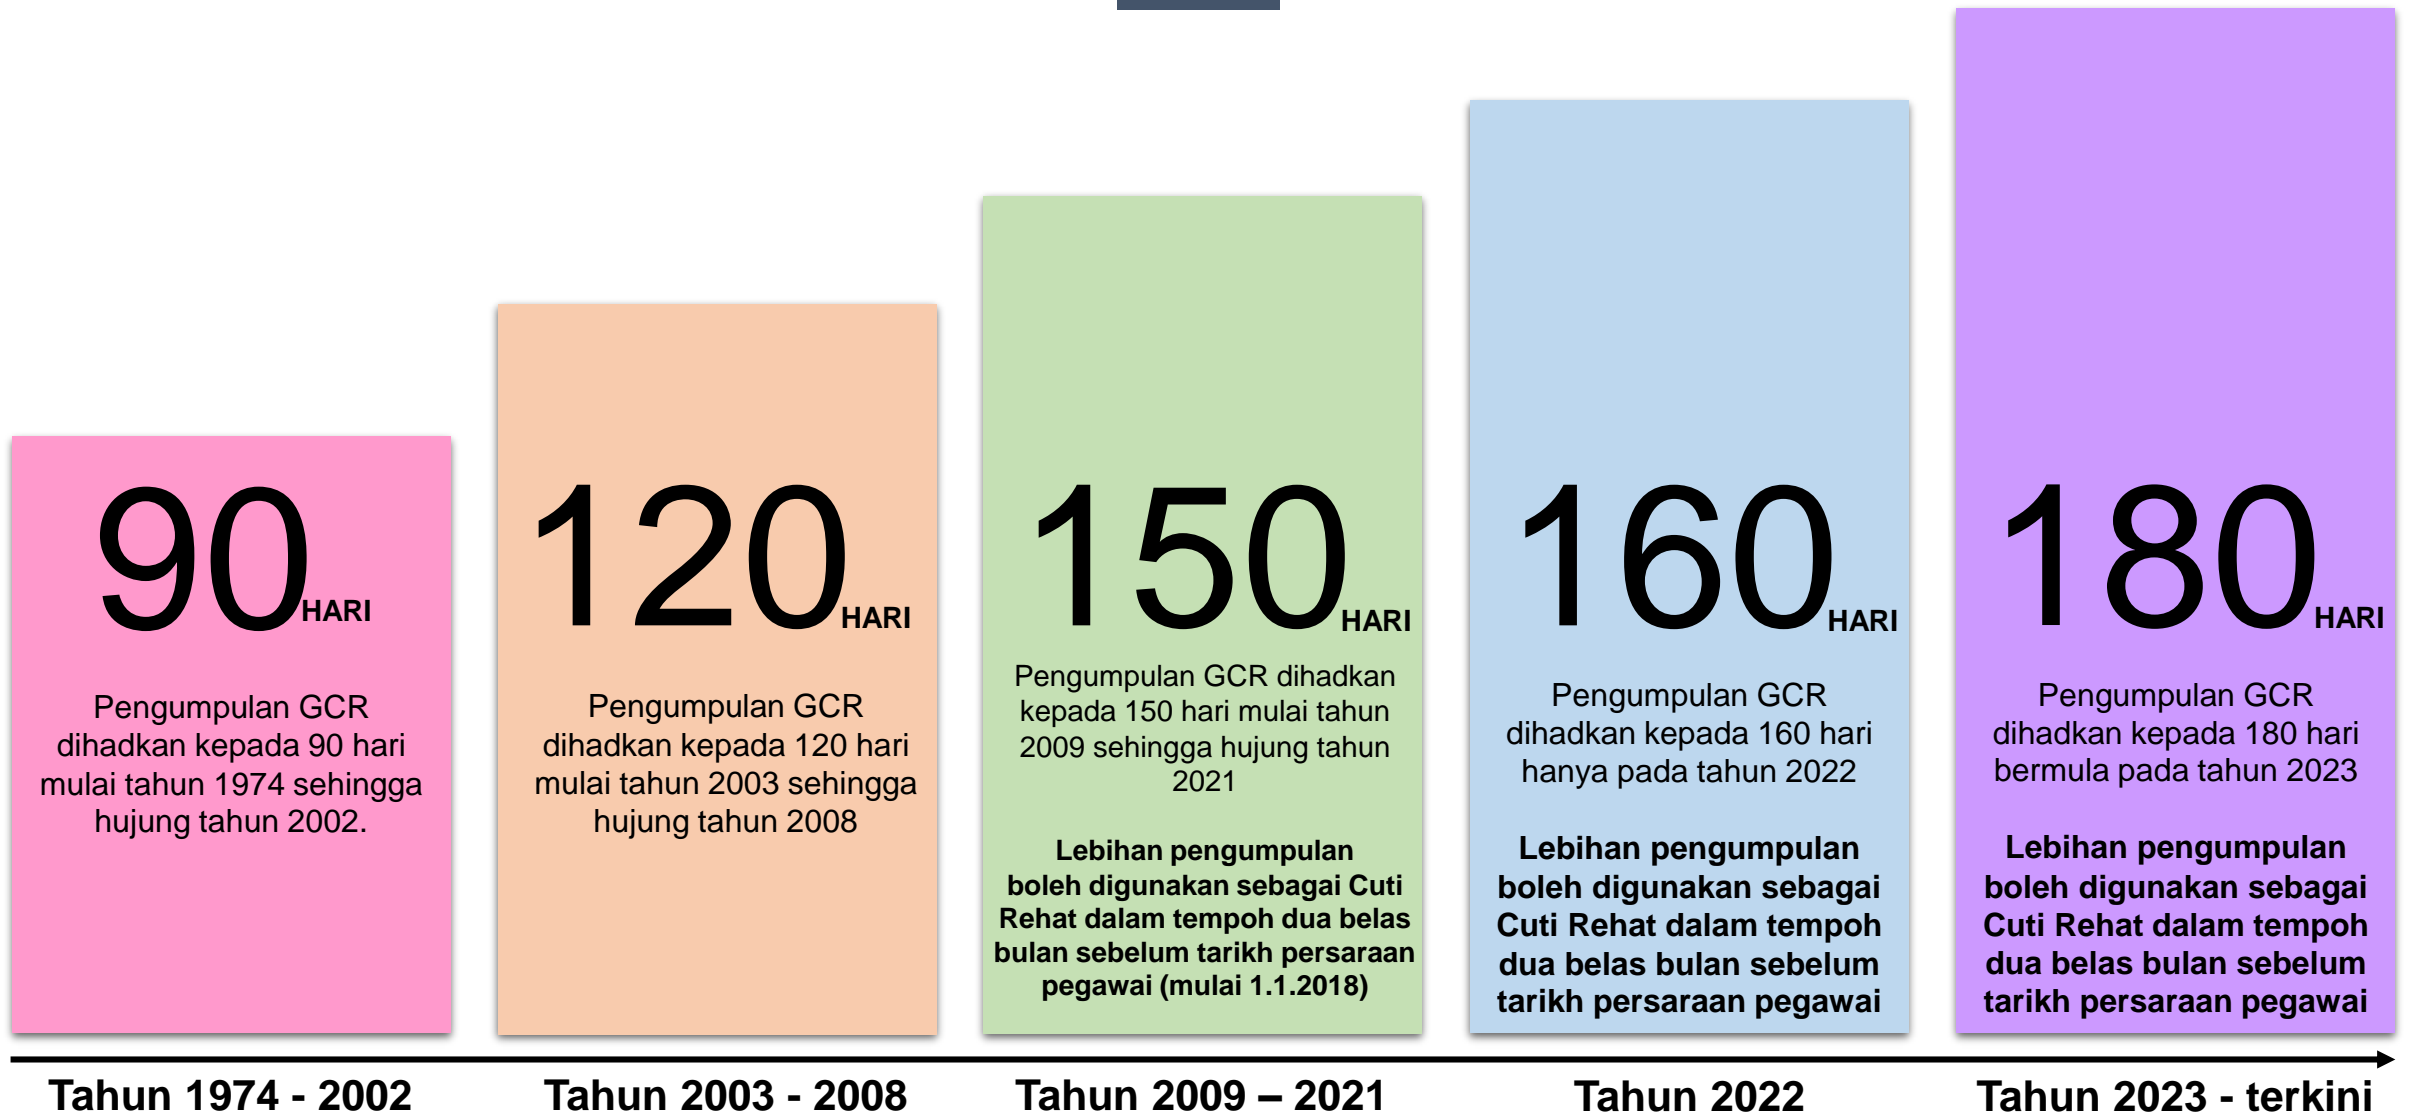 90 HARI
Pengumpulan GCR
dihadkan kepada 90 hari
mulai tahun 1974 sehingga
hujung tahun 2002.
Tahun 1974 - 2002
120 HARI
Pengumpulan GCR
dihadkan kepada 120 hari
mulai tahun 2003 sehingga
hujung tahun 2008
Tahun 2003 - 2008
150 HARI
Pengumpulan GCR dihadkan
kepada 150 hari mulai tahun
2009 sehingga hujung tahun
2021
Lebihan pengumpulan
boleh digunakan sebagai Cuti
Rehat dalam tempoh dua belas
bulan sebelum tarikh persaraan
pegawai (mulai 1.1.2018)
Tahun 2009 – 2021
160 HARI
Pengumpulan GCR
dihadkan kepada 160 hari
hanya pada tahun 2022
Lebihan pengumpulan
boleh digunakan sebagai
Cuti Rehat dalam tempoh
dua belas bulan sebelum
tarikh persaraan pegawai
Tahun 2022
180 HARI
Pengumpulan GCR
dihadkan kepada 180 hari
bermula pada tahun 2023
Lebihan pengumpulan
boleh digunakan sebagai
Cuti Rehat dalam tempoh
dua belas bulan sebelum
tarikh persaraan pegawai
Tahun 2023 - terkini